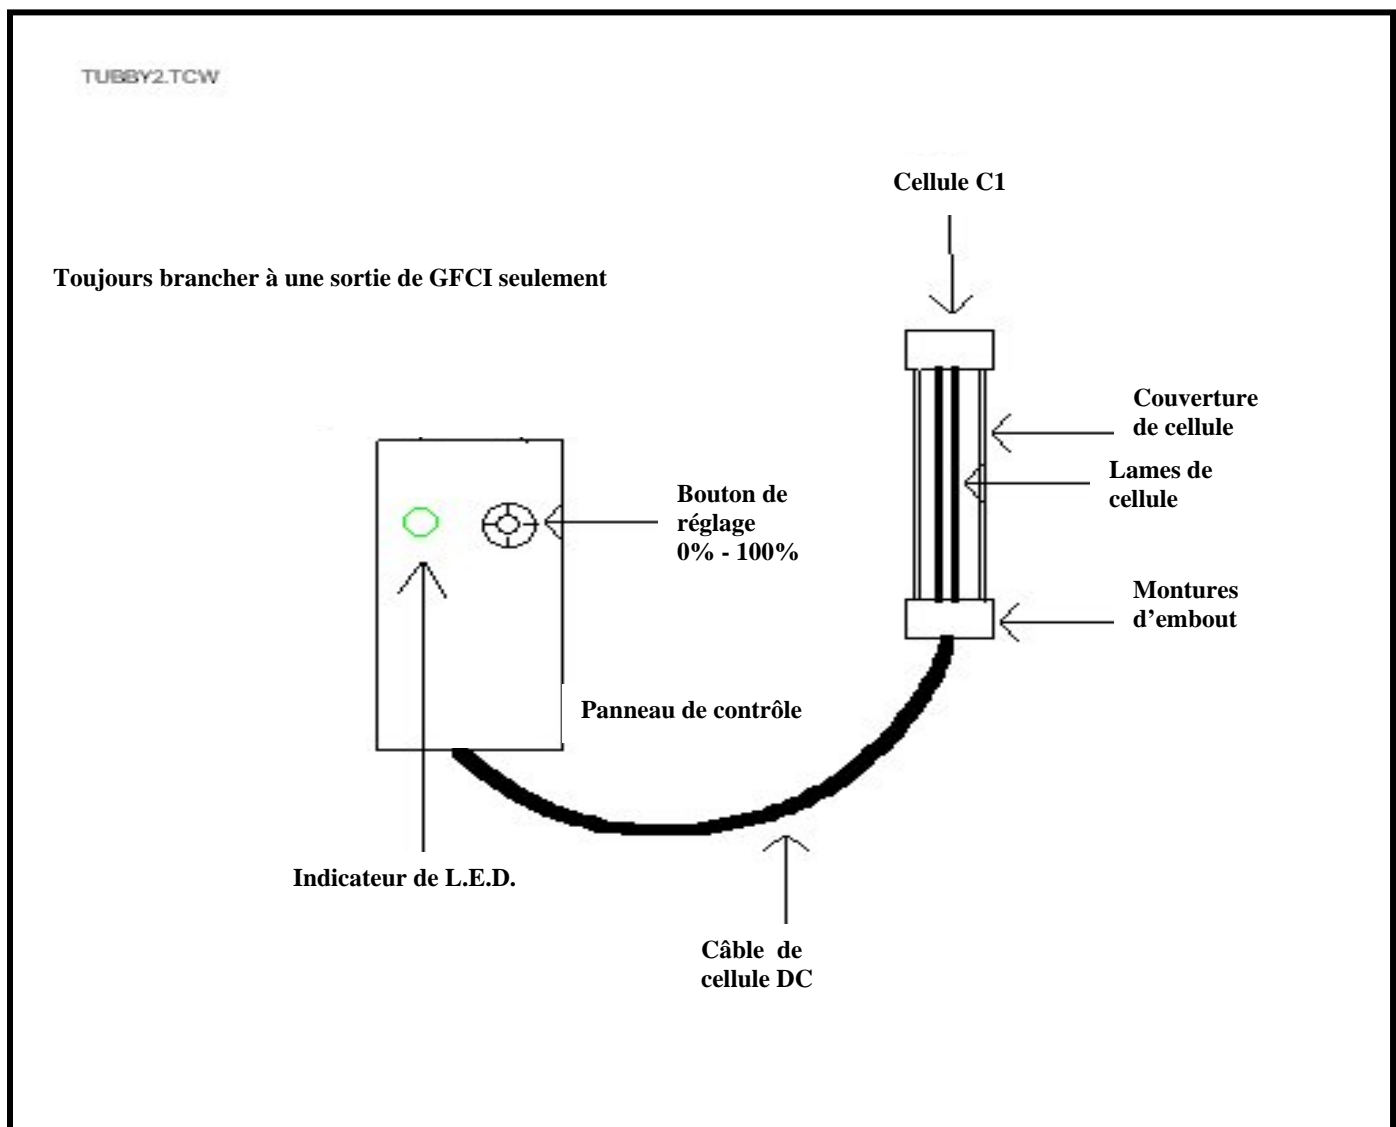 TUBBY2.TCW
Cellule C1
Toujours brancher à une sortie de GFCI seulement
Couverture
de cellule
Lames de
cellule
Bouton de
réglage
0% - 100%
Montures
d’embout
Panneau de contrôle
Indicateur de L.E.D.
Câble de
cellule DC